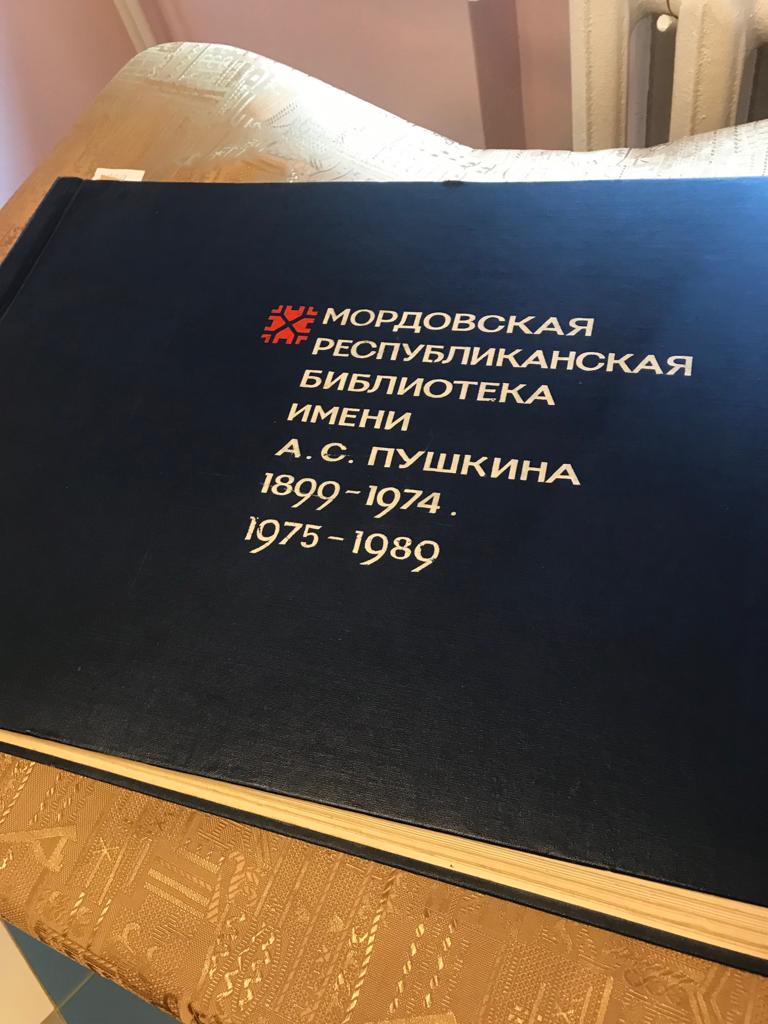 МОРДОВСКАЯ
РЕСПУБЛИКАНСКАЯ
БИБЛИОТЕКА
ИМЕНИ
А.С. ПУШКИНА
1899-1974.
1975-1989